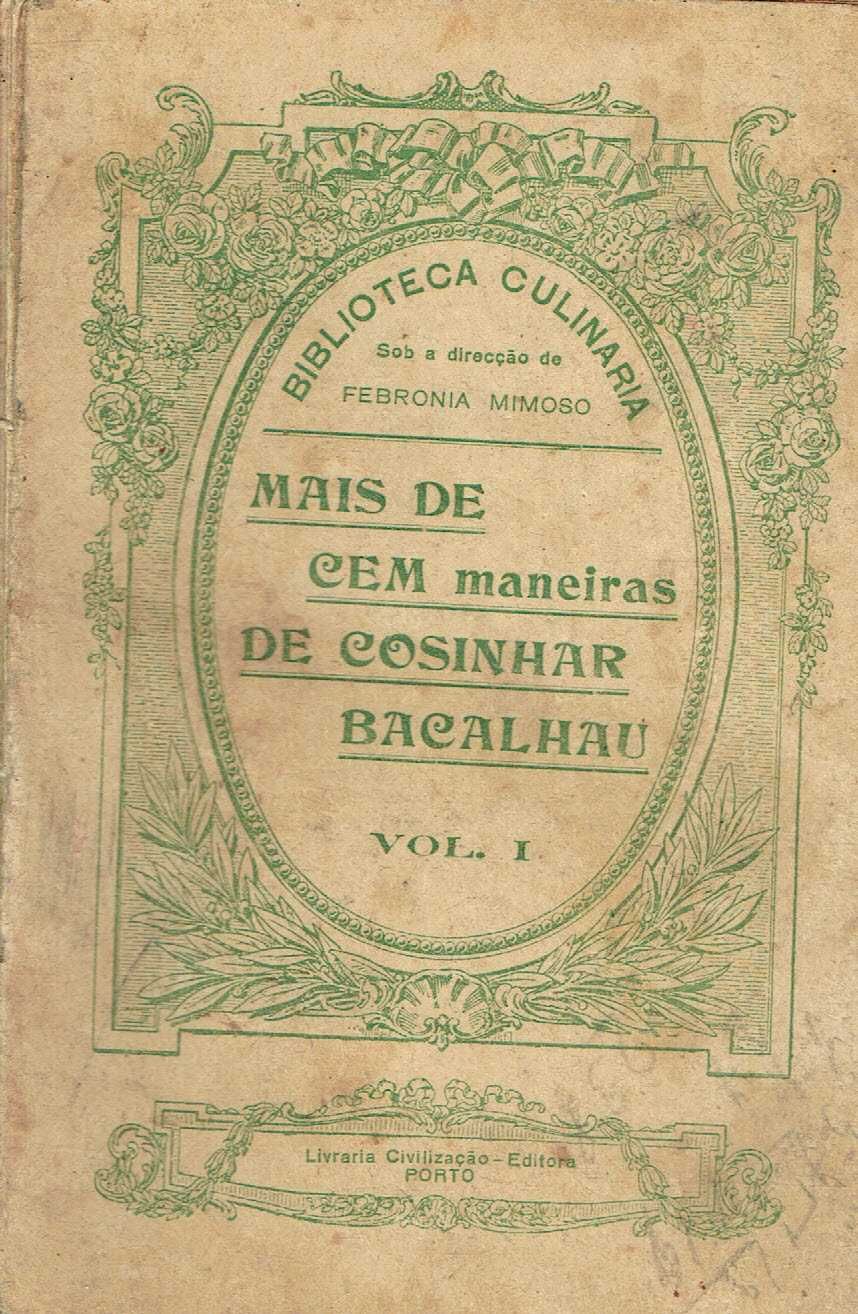 BIBLIOTECA CULINARIA
Sob a direcção de
FEBRONIA MIMOSO
MAIS DE
CEM maneiras
DE COSINHAR
BACALHAU
VOL. I
Livraria Civilização - Editora
PORTO